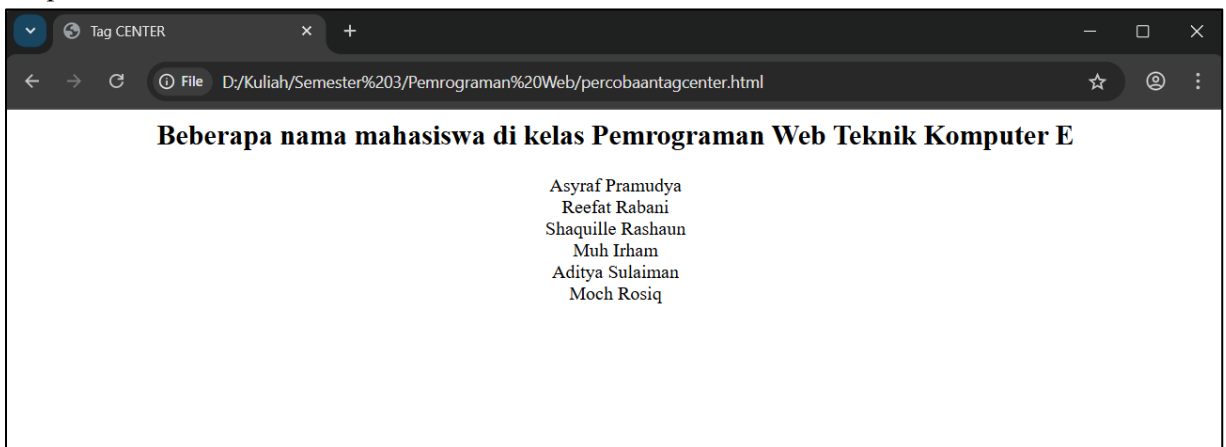 Tag CENTER
File D:/Kuliah/Semester%203/Pemrograman%20Web/percobaantagcenter.html
Beberapa nama mahasiswa di kelas Pemrograman Web Teknik Komputer E
Asyraf Pramudya
Reefat Rabani
Shaquille Rashaun
Muh Irham
Aditya Sulaiman
Moch Rosiq